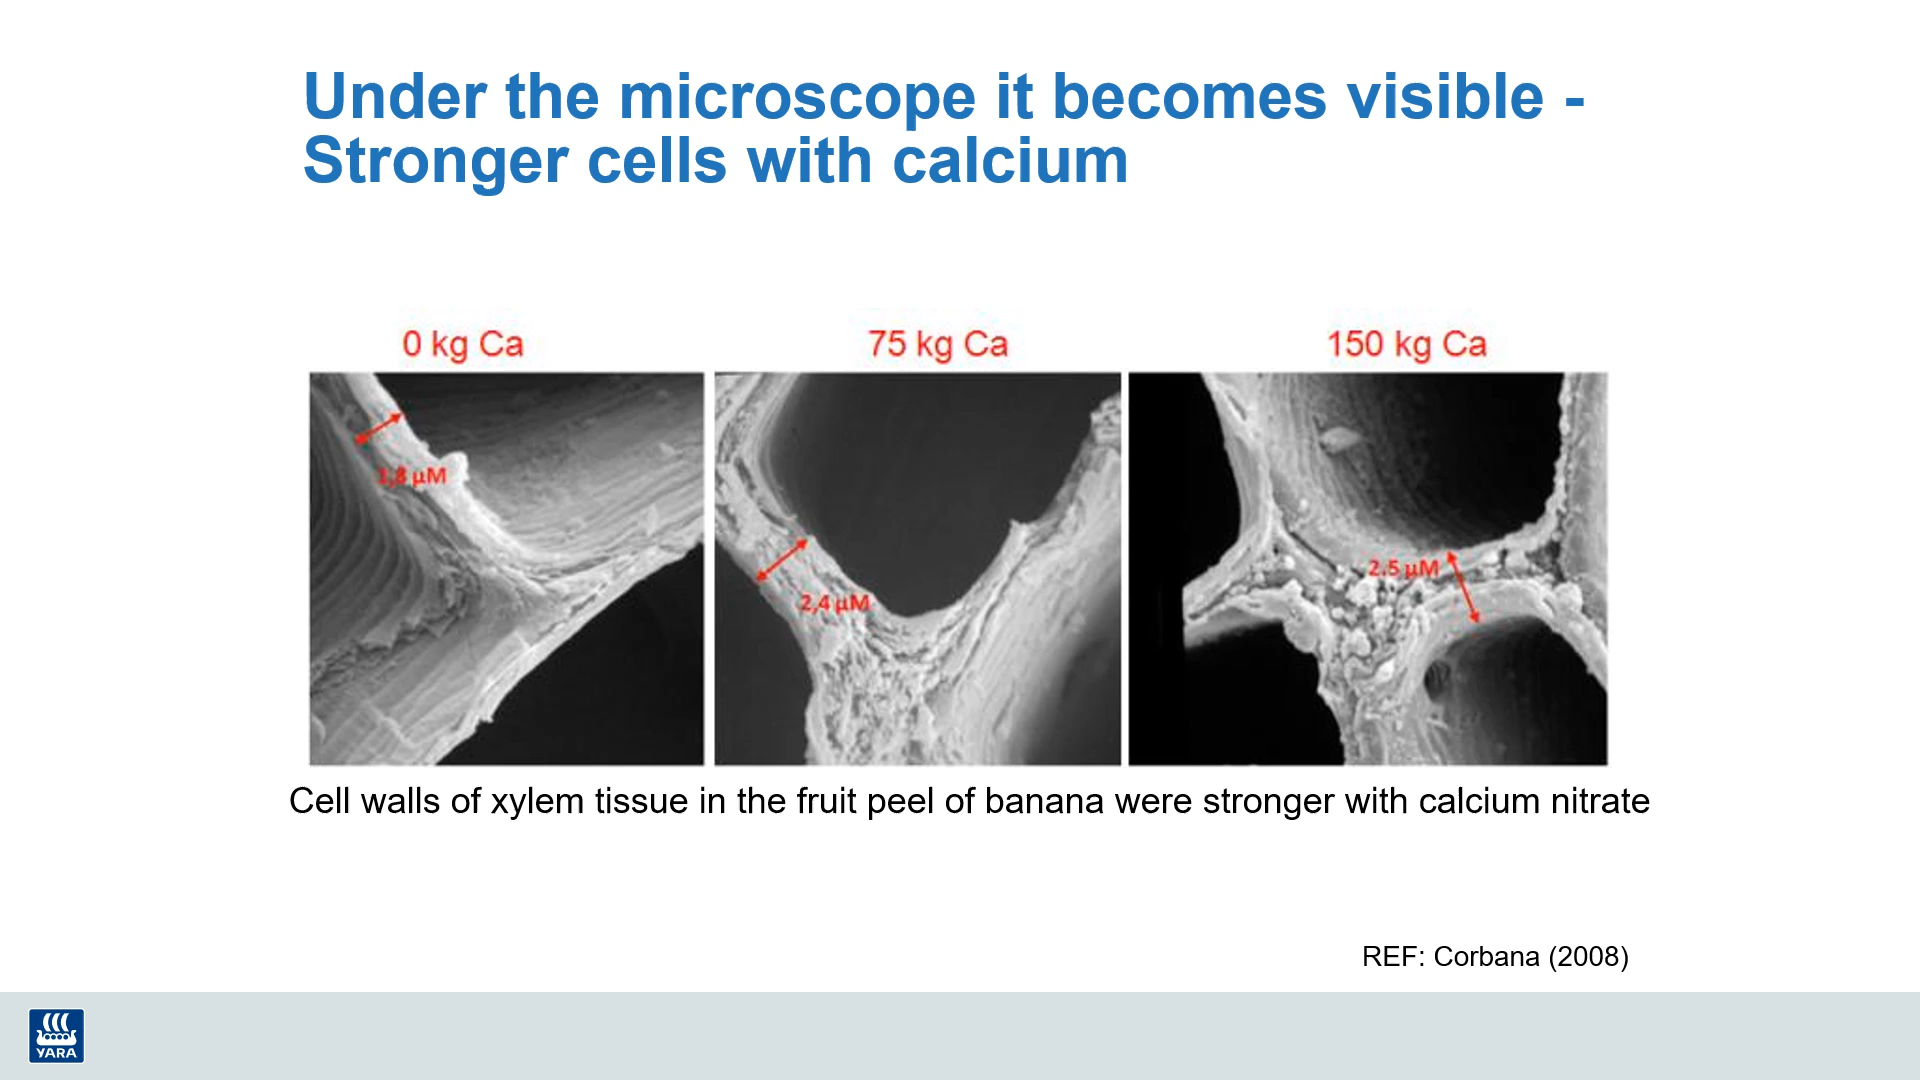 Under the microscope it becomes visible -
Stronger cells with calcium
0 kg Ca
75 kg Ca
150 kg Ca
1,8 µM
2,4 µM
2.5 µM
Cell walls of xylem tissue in the fruit peel of banana were stronger with calcium nitrate
REF: Corbana (2008)
YARA